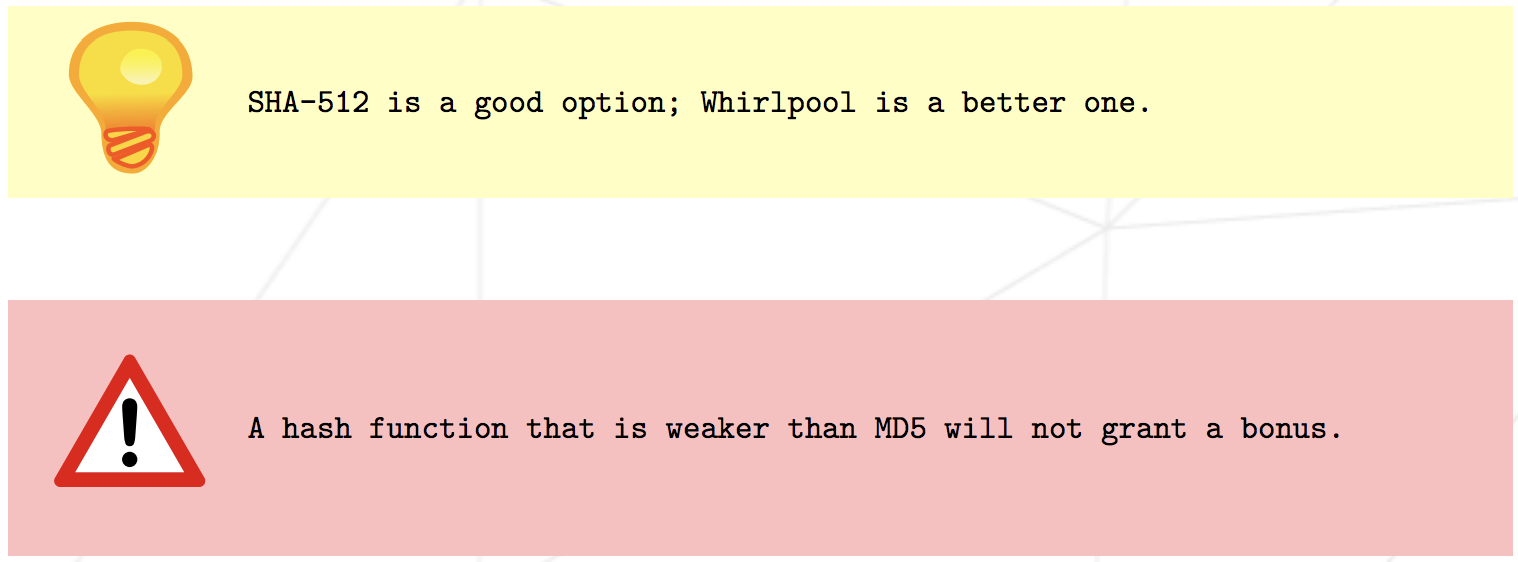 SHA-512 is a good option; Whirlpool is a better one.
A hash function that is weaker than MD5 will not grant a bonus.